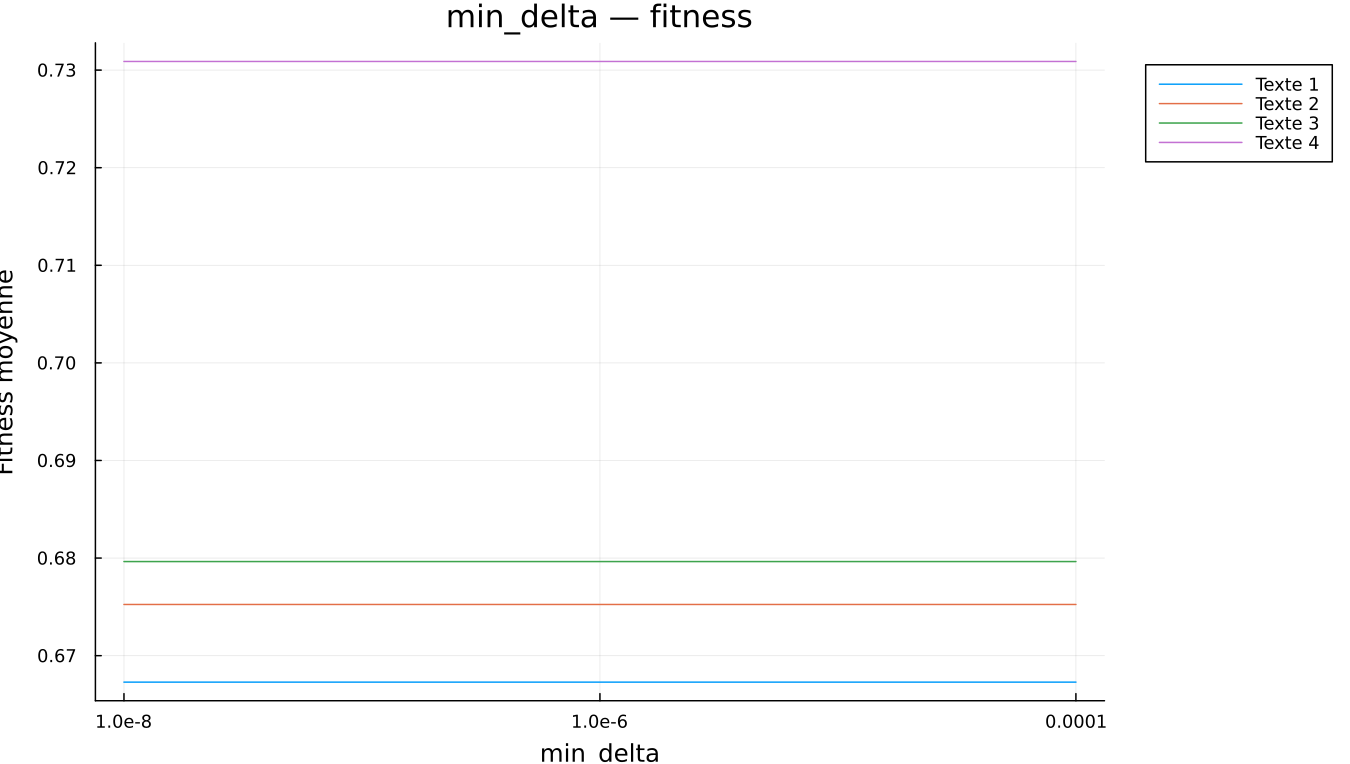 min_delta — fitness
Fitness moyenne
0.73
0.72
0.71
0.70
0.69
0.68
0.67
1.0e-8
1.0e-6
0.0001
min_delta
Texte 1
Texte 2
Texte 3
Texte 4